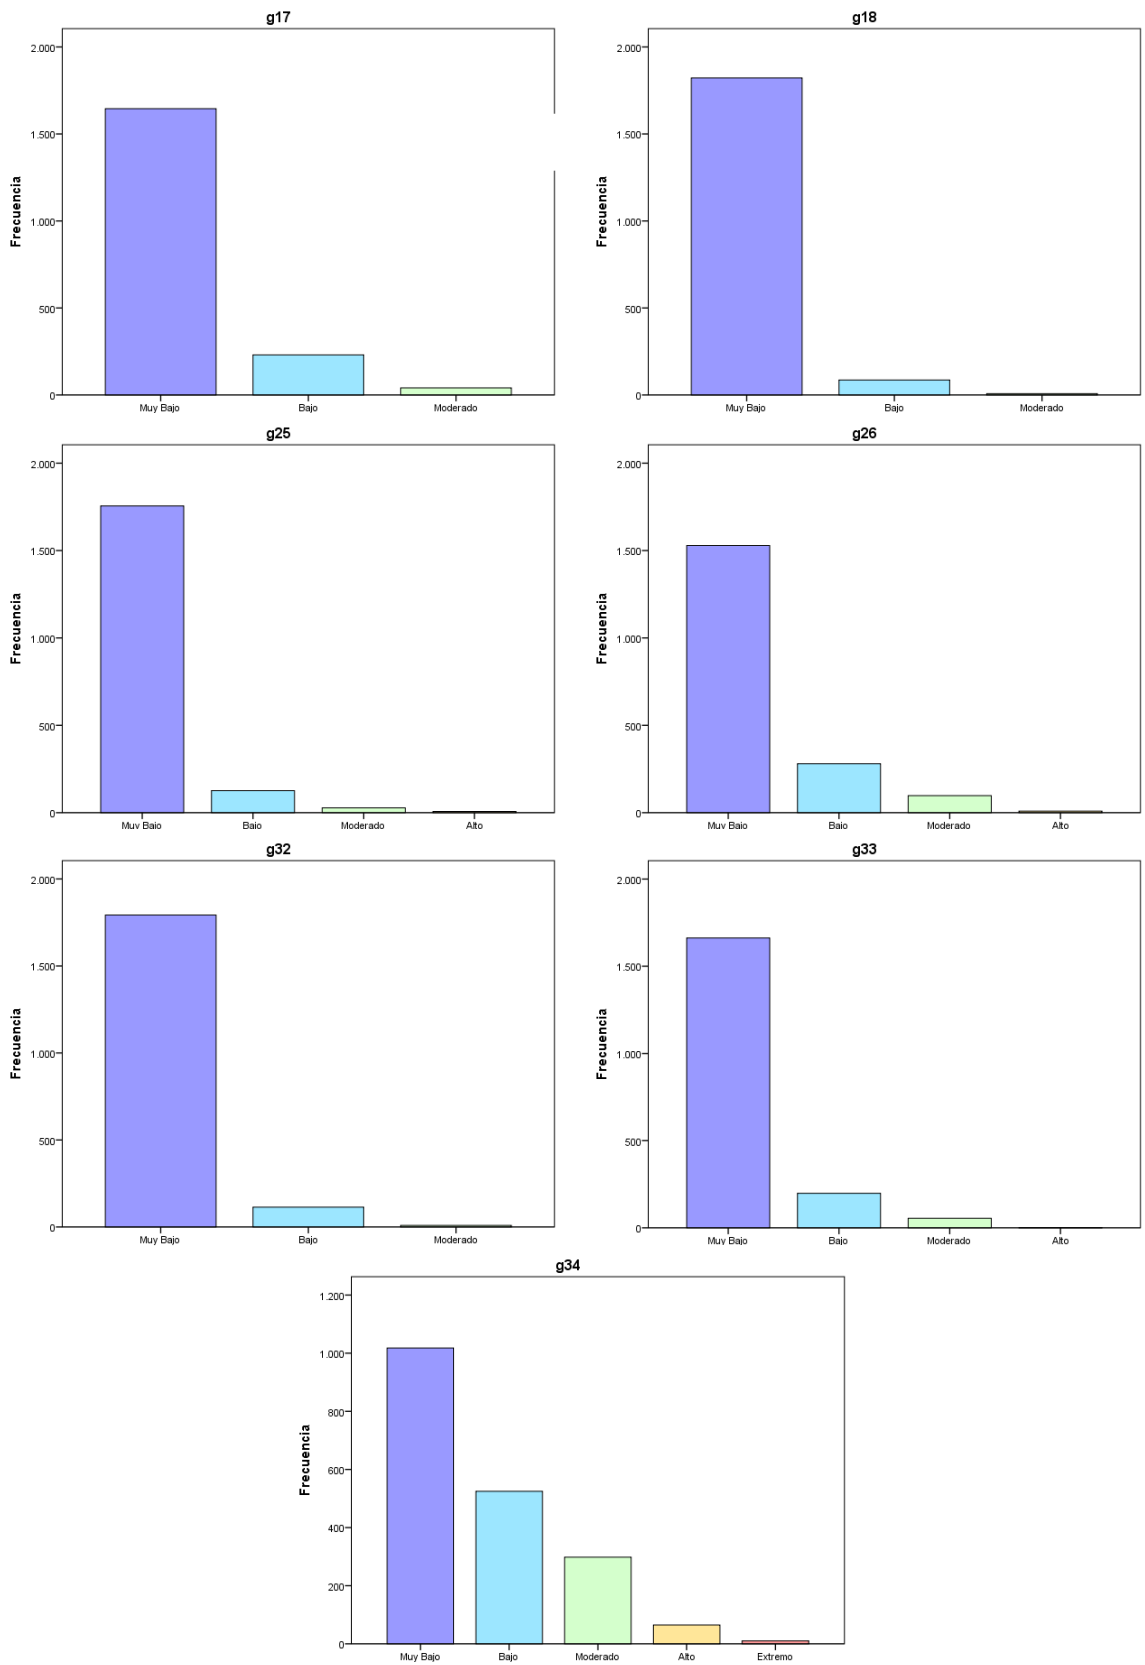 g17
2.000
1.500
1.000
500
0
Frecuencia
Muy Bajo Bajo Moderado
g18
2.000
1.500
1.000
500
0
Frecuencia
Muy Bajo Bajo Moderado
g25
2.000
1.500
1.000
500
0
Frecuencia
Muy Bajo Bajo Moderado Alto
g26
2.000
1.500
1.000
500
0
Frecuencia
Muy Bajo Bajo Moderado Alto
g32
2.000
1.500
1.000
500
0
Frecuencia
Muy Bajo Bajo Moderado
g33
2.000
1.500
1.000
500
0
Frecuencia
Muy Bajo Bajo Moderado Alto
g34
1.200
1.000
800
600
400
200
0
Frecuencia
Muy Bajo Bajo Moderado Alto Extremo